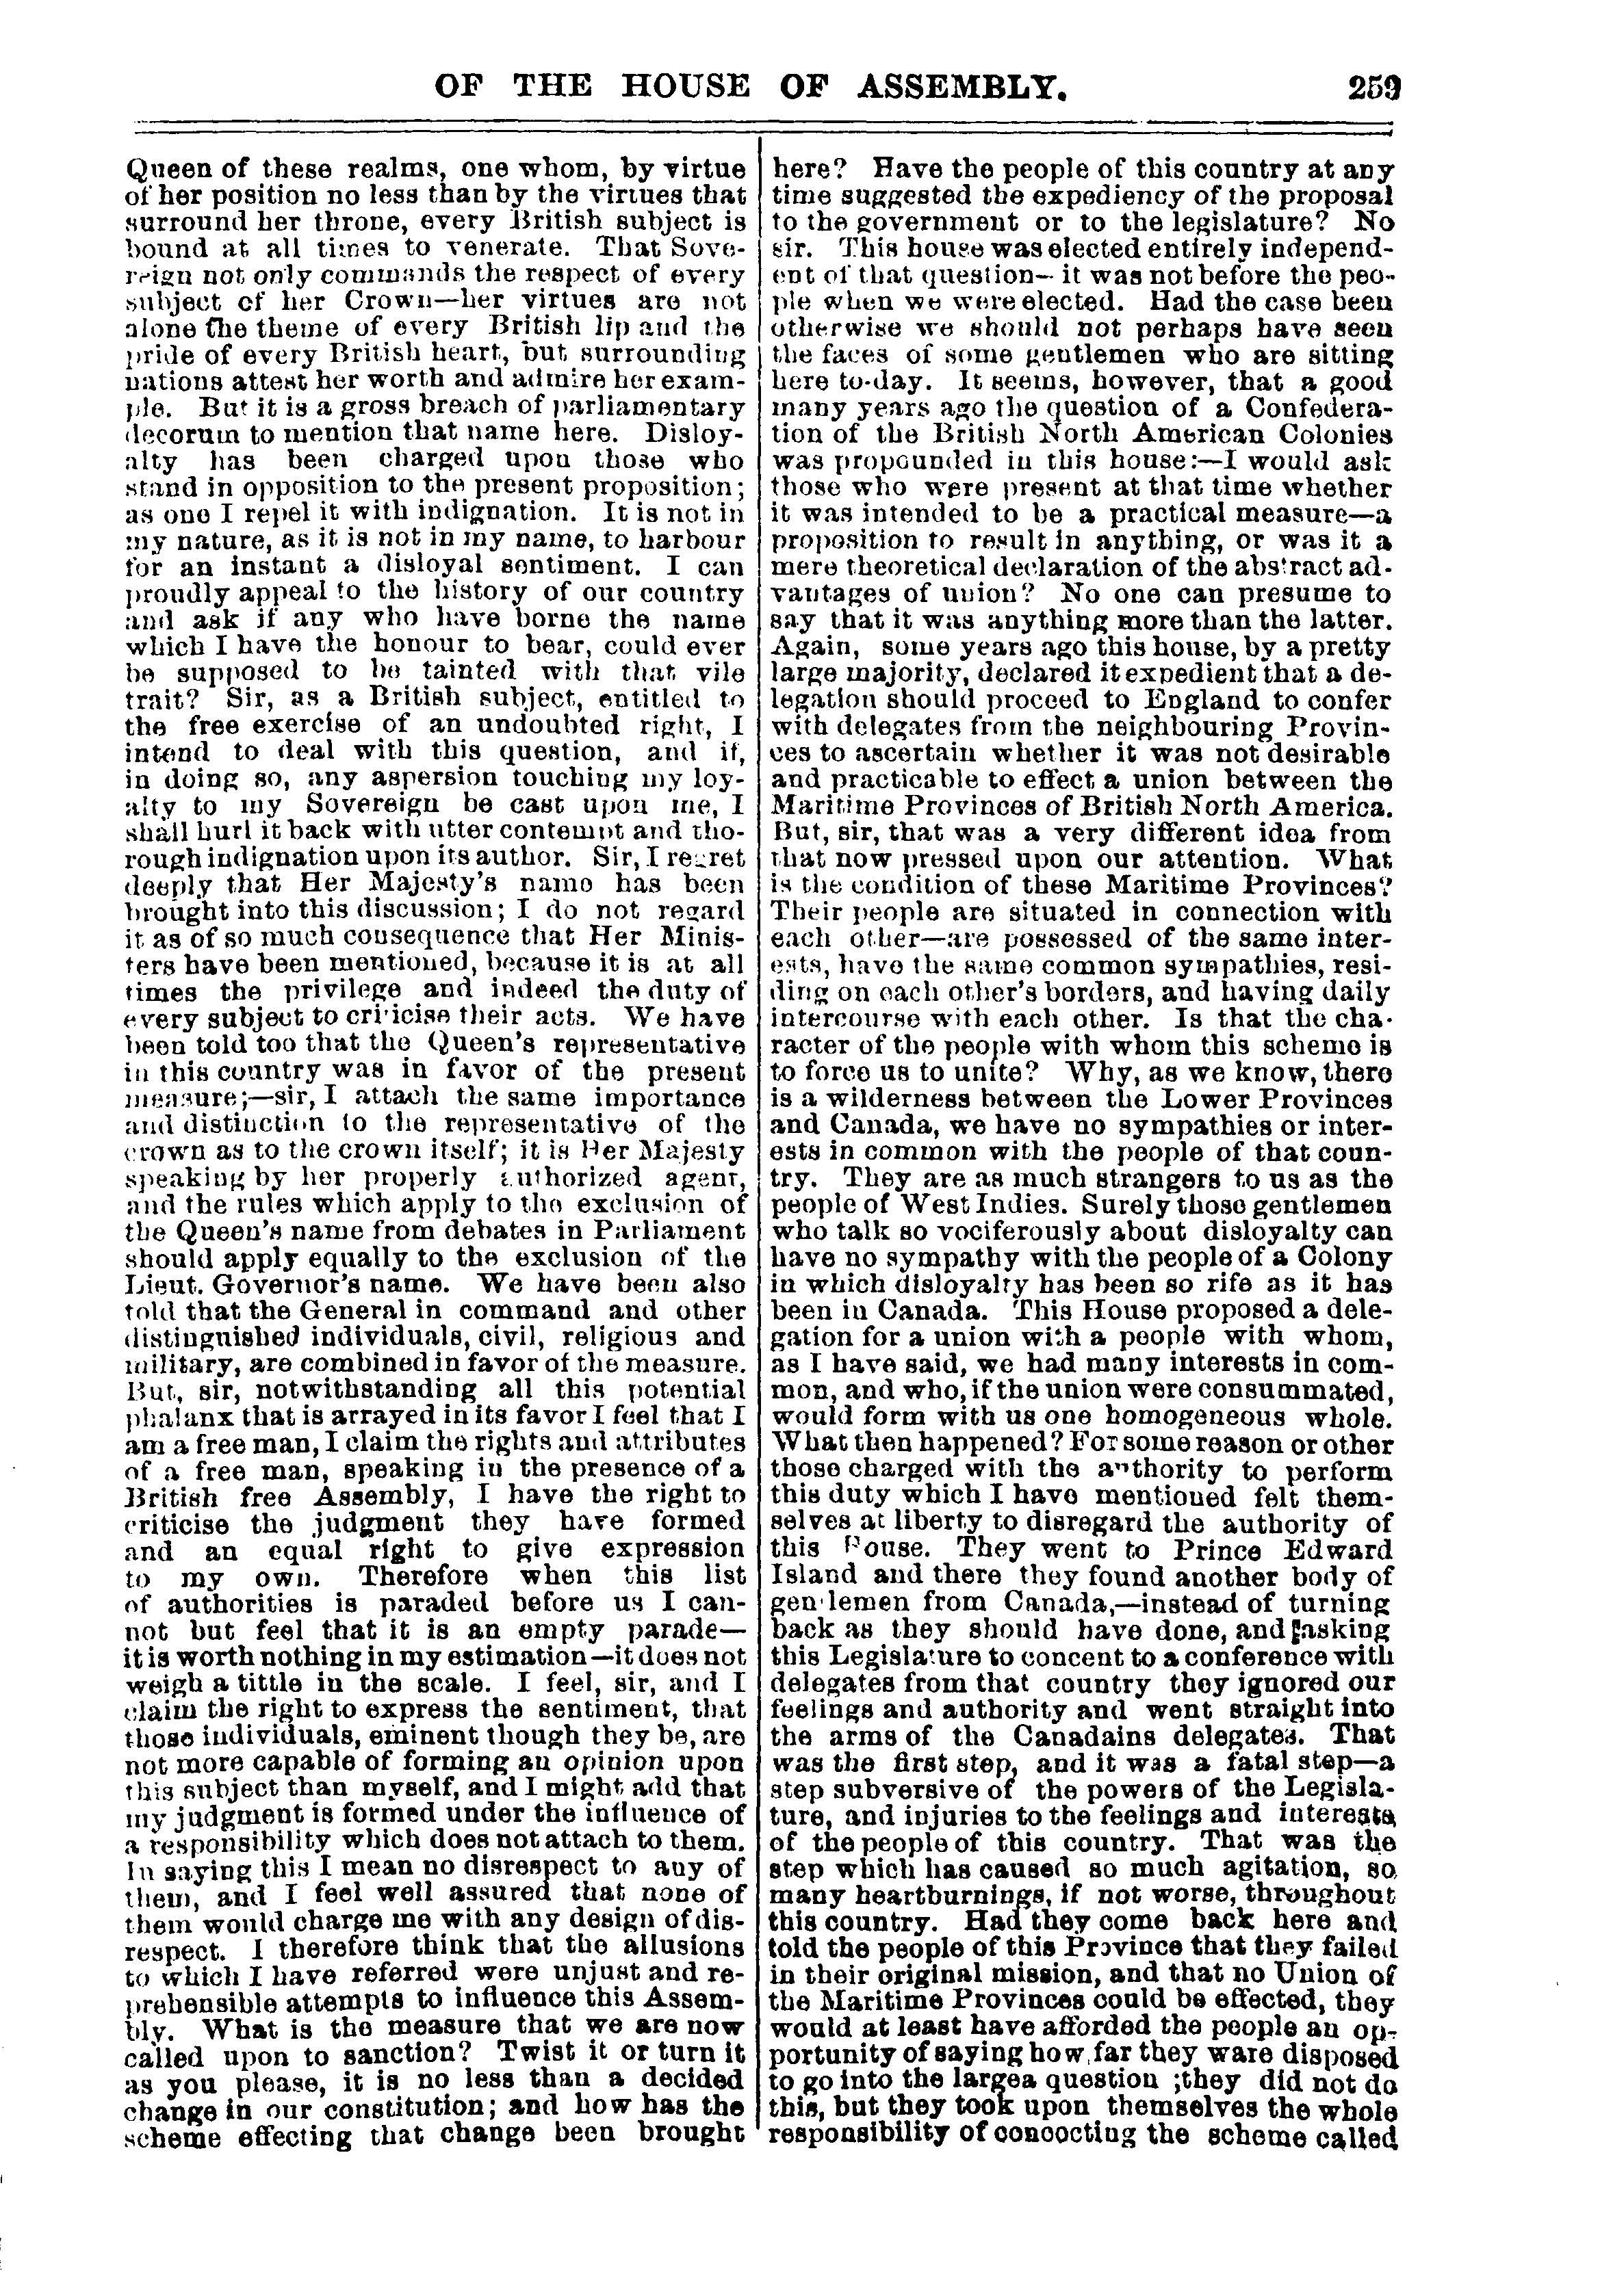 OF THE HOUSE OF ASSEMBLY. 259
Queen of these realms, one whom, by virtue
of her position no less than by the virtues that
surround her throne, every British subject is
bound at all times to venerate. That Sove-
reign not only commands the respect of every
subject of her Crown—her virtues are not
alone the theme of every British lip and the
pride of every British heart, but surrounding
nations attest her worth and admire her exam-
ple. But it is a gross breach of parliamentary
decorum to mention that name here. Disloy-
alty has been charged upon those who
stand in opposition to the present proposition;
as one I repel it with indignation. It is not in
my nature, as it is not in my name, to harbour
for an instant a disloyal sentiment. I can
proudly appeal to the history of our country
and ask if any who have borne the name
which I have the honour to bear, could ever
be supposed to be tainted with that vile
trait? Sir, as a British subject, entitled to
the free exercise of an undoubted right, I
intend to deal with this question, and if,
in doing so, any aspersion touching my loy-
alty to my Sovereign be cast upon me, I
shall hurl it back with utter contempt and tho-
rough indignation upon its author. Sir, I regret
deeply that Her Majesty's name has been
brought into this discussion; I do not regard
it as of so much consequence that Her Minis-
ters have been mentioned, because it is at all
times the privilege and indeed the duty of
every subject to criticise their acts. We have
been told too that the Queen's representative
in this country was in favor of the present
measure;—sir, I attach the same importance
and distinction to the representative of the
crown as to the crown itself; it is Her Majesty
speaking by her properly authorized agent,
and the rules which apply to the exclusion of
the Queen's name from debates in Parliament
should apply equally to the exclusion of the
Lieut. Governor's name. We have been also
told that the General in command and other
distinguished individuals, civil, religious and
military, are combined in favor of the measure.
But, sir, notwithstanding all this potential
phalanx that is arrayed in its favor I feel that I
am a free man, I claim the rights and attributes
of a free man, speaking in the presence of a
British free Assembly, I have the right to
criticise the judgment they have formed
and an equal right to give expression
to my own. Therefore when this list
of authorities is paraded before us I can-
not but feel that it is an empty parade—
it is worth nothing in my estimation—it does not
weigh a tittle in the scale. I feel, sir, and I
claim the right to express the sentiment, that
those individuals, eminent though they be, are
not more capable of forming an opinion upon
this subject than myself, and I might add that
my judgment is formed under the influence of
a responsibility which does not attach to them.
In saying this I mean no disrespect to any of
them, and I feel well assured that none of
them would charge me with any design of dis-
respect. I therefore think that the allusions
to which I have referred were unjust and re-
prehensible attempts to influence this Assem-
bly. What is the measure that we are now
called upon to sanction? Twist it or turn it
as you please, it is no less than a decided
change in our constitution; and how has the
scheme effecting that change been brought
here? Have the people of this country at any
time suggested the expediency of the proposal
to the government or to the legislature? No
sir. This house was elected entirely independ-
ent of that question—it was not before the peo-
ple when we were elected. Had the case been
otherwise we should not perhaps have seen
the faces of some gentlemen who are sitting
here to-day. It seems, however, that a good
many years ago the question of a Confedera-
tion of the British North American Colonies
was propounded in this house:—I would ask
those who were present at that time whether
it was intended to be a practical measure—a
proposition to result in anything, or was it a
mere theoretical declaration of the abstract ad-
vantages of union? No one can presume to
say that it was anything more than the latter.
Again, some years ago this house, by a pretty
large majority, declared it expedient that a de-
legation should proceed to England to confer
with delegates from the neighbouring Provin-
ces to ascertain whether it was not desirable
and practicable to effect a union between the
Maritime Provinces of British North America.
But, sir, that was a very different idea from
that now pressed upon our attention. What
is the condition of these Maritime Provinces?
Their people are situated in connection with
each other—are possessed of the same inter-
ests, have the same common sympathies, resi-
ding on each other's borders, and having daily
intercourse with each other. Is that the cha-
racter of the people with whom this scheme is
to force us to unite? Why, as we know, there
is a wilderness between the Lower Provinces
and Canada, we have no sympathies or inter-
ests in common with the people of that coun-
try. They are as much strangers to us as the
people of West Indies. Surely those gentlemen
who talk so vociferously about disloyalty can
have no sympathy with the people of a Colony
in which disloyalty has been so rife as it has
been in Canada. This House proposed a dele-
gation for a union with a people with whom,
as I have said, we had many interests in com-
mon, and who, if the union were consummated,
would form with us one homogeneous whole.
What then happened? For some reason or other
those charged with the authority to perform
this duty which I have mentioned felt them-
selves at liberty to disregard the authority of
this House. They went to Prince Edward
Island and there they found another body of
gentlemen from Canada,—instead of turning
back as they should have done, and asking
this Legislature to concent to a conference with
delegates from that country they ignored our
feelings and authority and went straight into
the arms of the Canadains delegates. That
was the first step, and it was a fatal step—a
step subversive of the powers of the Legisla-
ture, and injuries to the feelings and interests
of the people of this country. That was the
step which has caused so much agitation, so
many heartburnings, if not worse, throughout
this country. Had they come back here and
told the people of this Province that they failed
in their original mission, and that no Union of
the Maritime Provinces could be effected, they
would at least have afforded the people an op-
portunity of saying how far they ware disposed
to go into the largea question ;they did not do
this, but they took upon themselves the whole
responsibility of concocting the scheme called